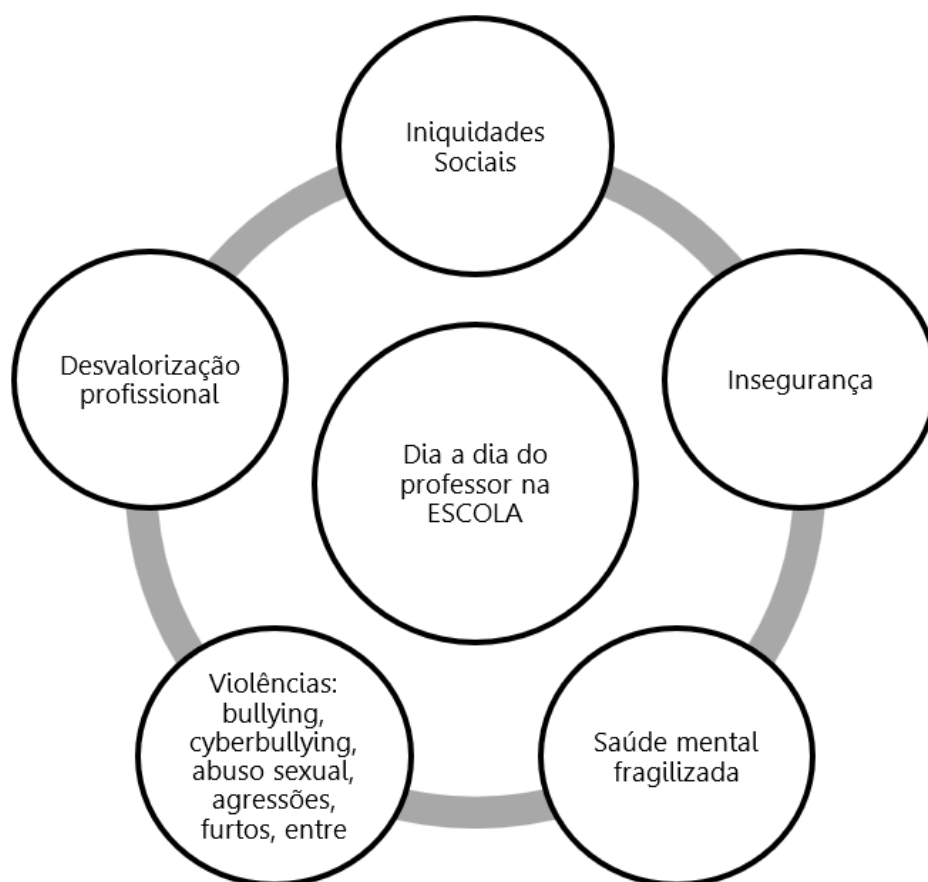 Iniquidades
Sociais
Desvalorização
profissional
Insegurança
Dia a dia do
professor na
ESCOLA
Violências:
bullying,
cyberbullying,
abuso sexual,
agressões,
furtos, entre
Saúde mental
fragilizada